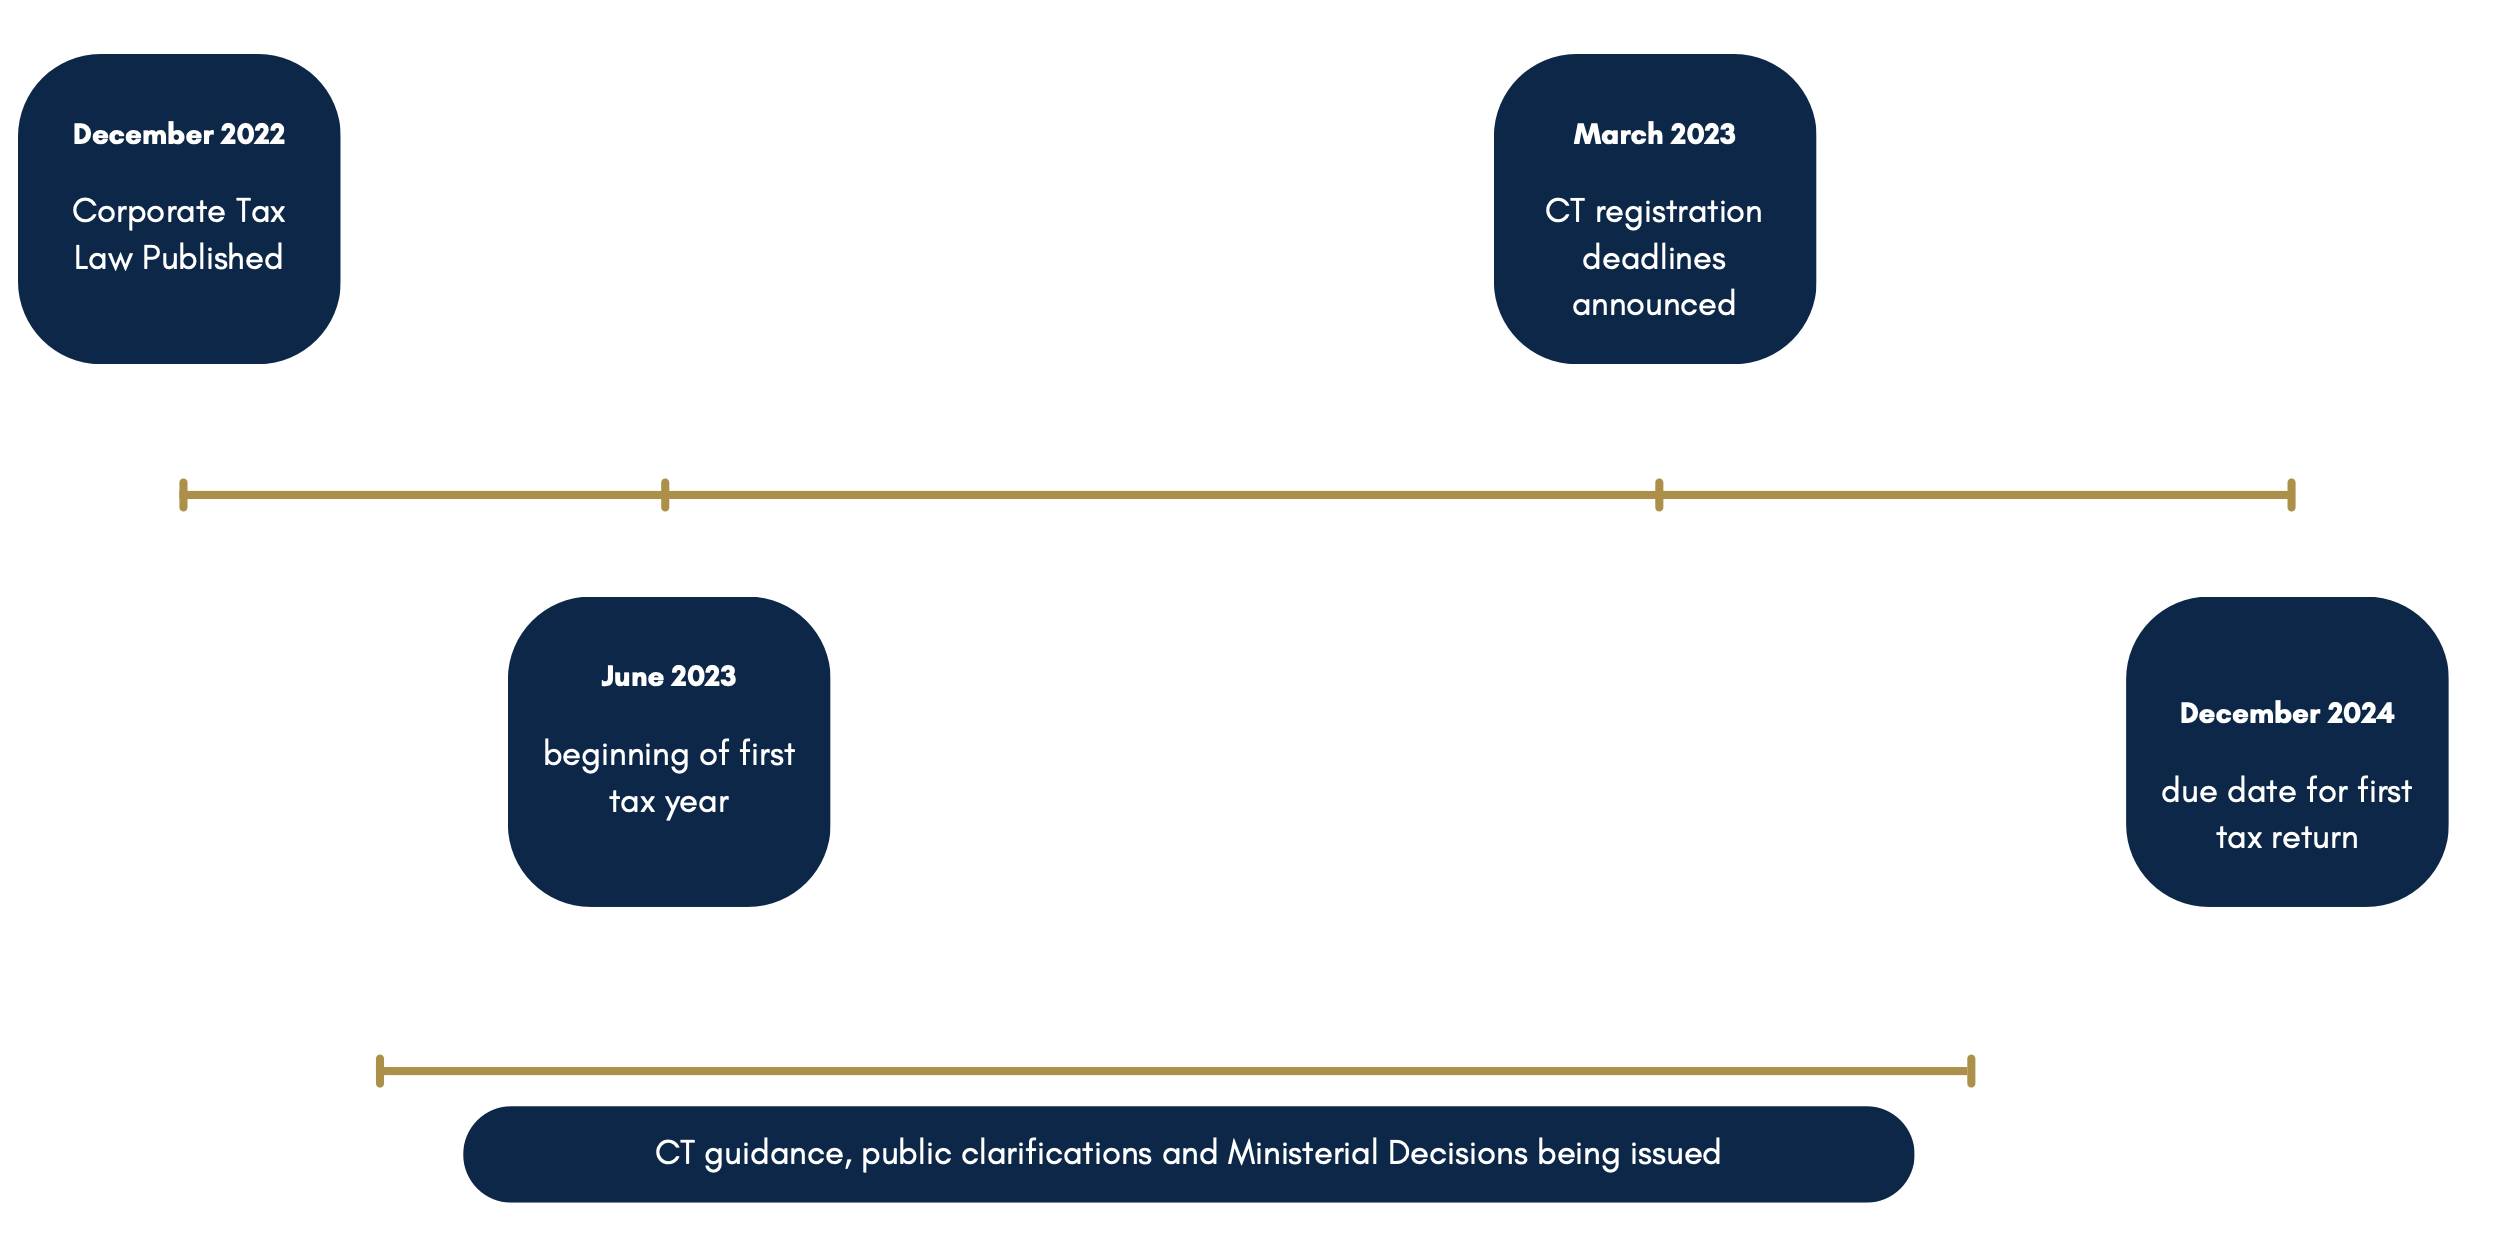 December 2022
Corporate Tax
Law Published
March 2023
CT registration
deadlines
announced
June 2023
beginning of first
tax year
December 2024
due date for first
tax return
CT guidance, public clarifications and Ministerial Decisions being issued